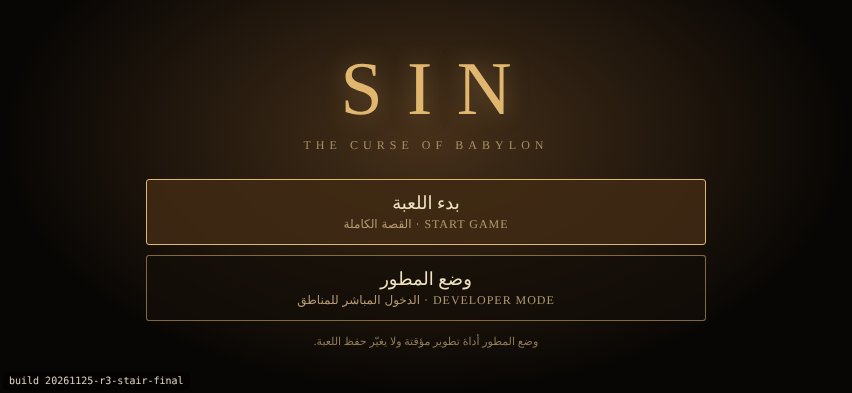 SIN
THE CURSE OF BABYLON
بدء اللعبة
القصة الكاملة · START GAME
وضع المطور
الدخول المباشر للمناطق · DEVELOPER MODE
وضع المطور أداة تطوير مؤقتة ولا يغيّر حفظ اللعبة.
build 20261125-r3-stair-final